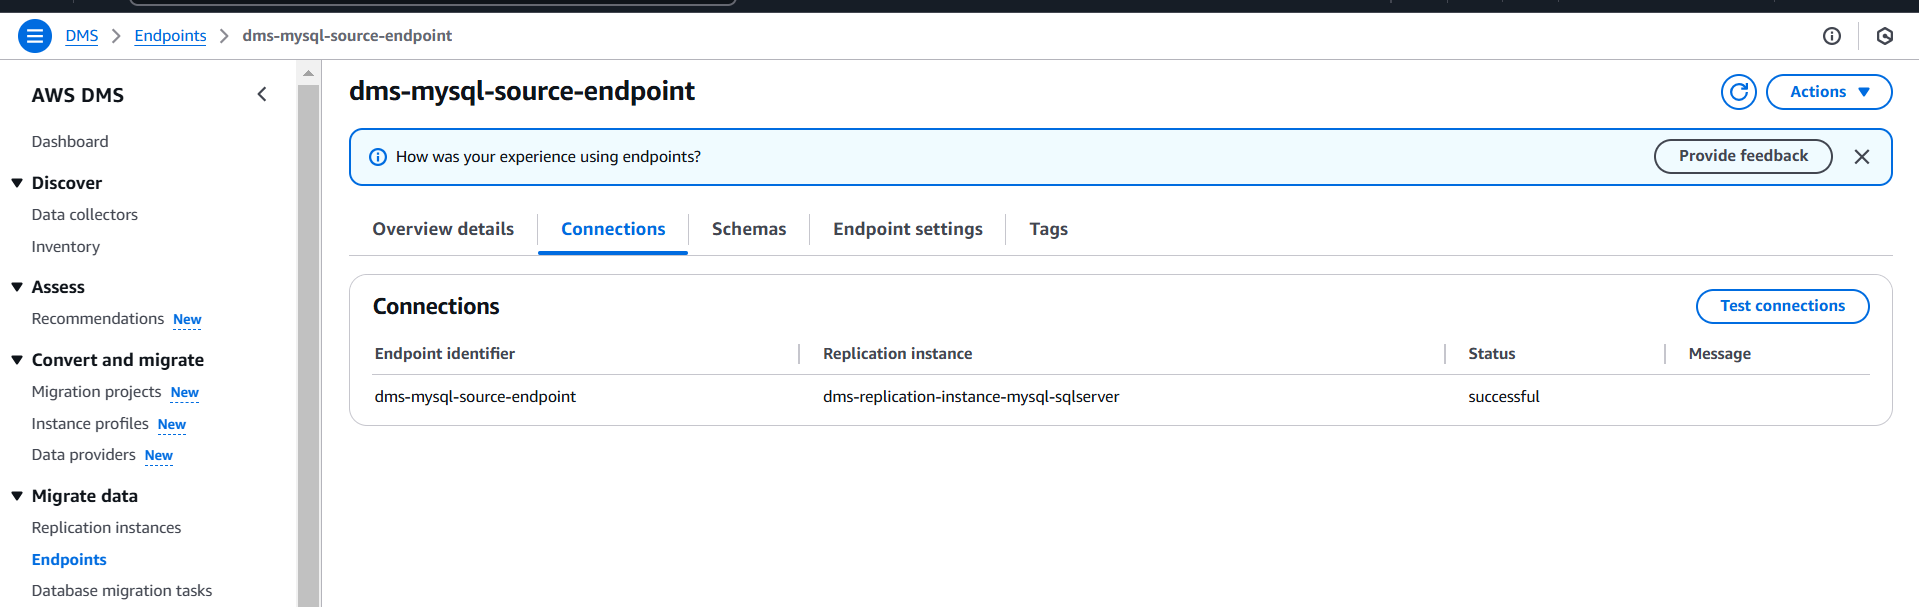 DMS > Endpoints > dms-mysql-source-endpoint
AWS DMS
Dashboard
Discover
Data collectors
Inventory
Assess
Recommendations New
Convert and migrate
Migration projects New
Instance profiles New
Data providers New
Migrate data
Replication instances
Endpoints
Database migration tasks
dms-mysql-source-endpoint
Actions
How was your experience using endpoints?
Provide feedback
Overview details
Connections
Schemas
Endpoint settings
Tags
Connections
Test connections
Endpoint identifier Replication instance Status Message
dms-mysql-source-endpoint dms-replication-instance-mysql-sqlserver successful